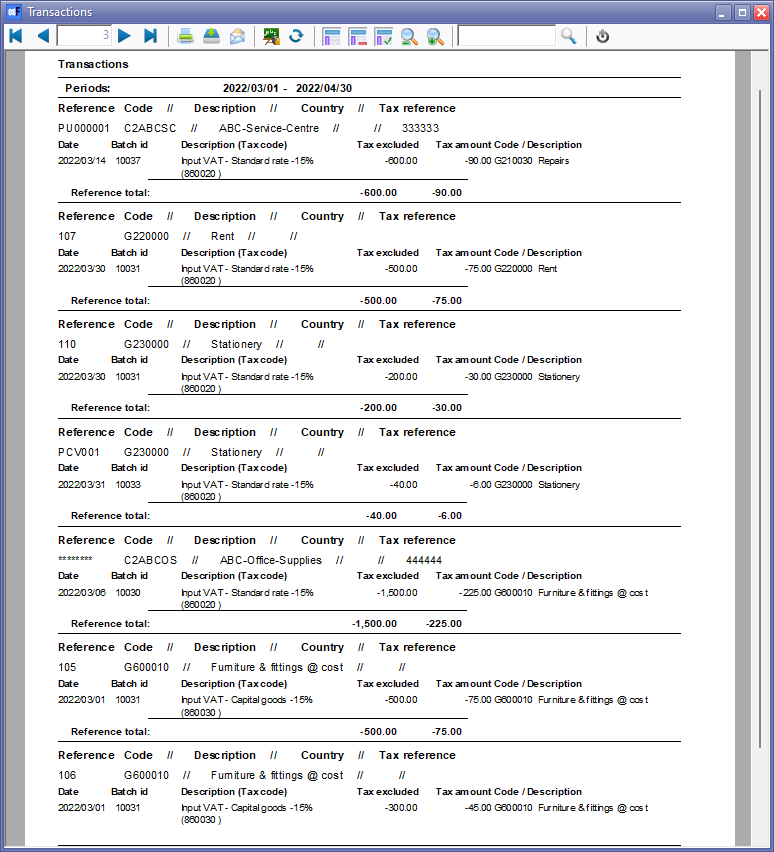 Transactions
3
Transactions
Periods: 2022/03/01 - 2022/04/30
Reference Code // Description // Country // Tax reference
PU000001 C2ABCSC // ABC-Service-Centre // // 333333
Date Batch id Description (Tax code) Tax excluded Tax amount Code / Description
2022/03/14 10037 Input VAT - Standard rate -15% -600.00 -90.00 G210030 Repairs
(860020 )
Reference total: -600.00 -90.00
Reference Code // Description // Country // Tax reference
107 G220000 // Rent // //
Date Batch id Description (Tax code) Tax excluded Tax amount Code / Description
2022/03/30 10031 Input VAT - Standard rate -15% -500.00 -75.00 G220000 Rent
(860020 )
Reference total: -500.00 -75.00
Reference Code // Description // Country // Tax reference
110 G230000 // Stationery // //
Date Batch id Description (Tax code) Tax excluded Tax amount Code / Description
2022/03/30 10031 Input VAT - Standard rate -15% -200.00 -30.00 G230000 Stationery
(860020 )
Reference total: -200.00 -30.00
Reference Code // Description // Country // Tax reference
PCV001 G230000 // Stationery // //
Date Batch id Description (Tax code) Tax excluded Tax amount Code / Description
2022/03/31 10033 Input VAT - Standard rate -15% -40.00 -6.00 G230000 Stationery
(860020 )
Reference total: -40.00 -6.00
Reference Code // Description // Country // Tax reference
******** C2ABCOS // ABC-Office-Supplies // // 444444
Date Batch id Description (Tax code) Tax excluded Tax amount Code / Description
2022/03/06 10030 Input VAT - Standard rate -15% -1,500.00 -225.00 G600010 Furniture & fittings @ cost
(860020 )
Reference total: -1,500.00 -225.00
Reference Code // Description // Country // Tax reference
105 G600010 // Furniture & fittings @ cost // //
Date Batch id Description (Tax code) Tax excluded Tax amount Code / Description
2022/03/01 10031 Input VAT - Capital goods -15% -500.00 -75.00 G600010 Furniture & fittings @ cost
(860030 )
Reference total: -500.00 -75.00
Reference Code // Description // Country // Tax reference
106 G600010 // Furniture & fittings @ cost // //
Date Batch id Description (Tax code) Tax excluded Tax amount Code / Description
2022/03/01 10031 Input VAT - Capital goods -15% -300.00 -45.00 G600010 Furniture & fittings @ cost
(860030 )